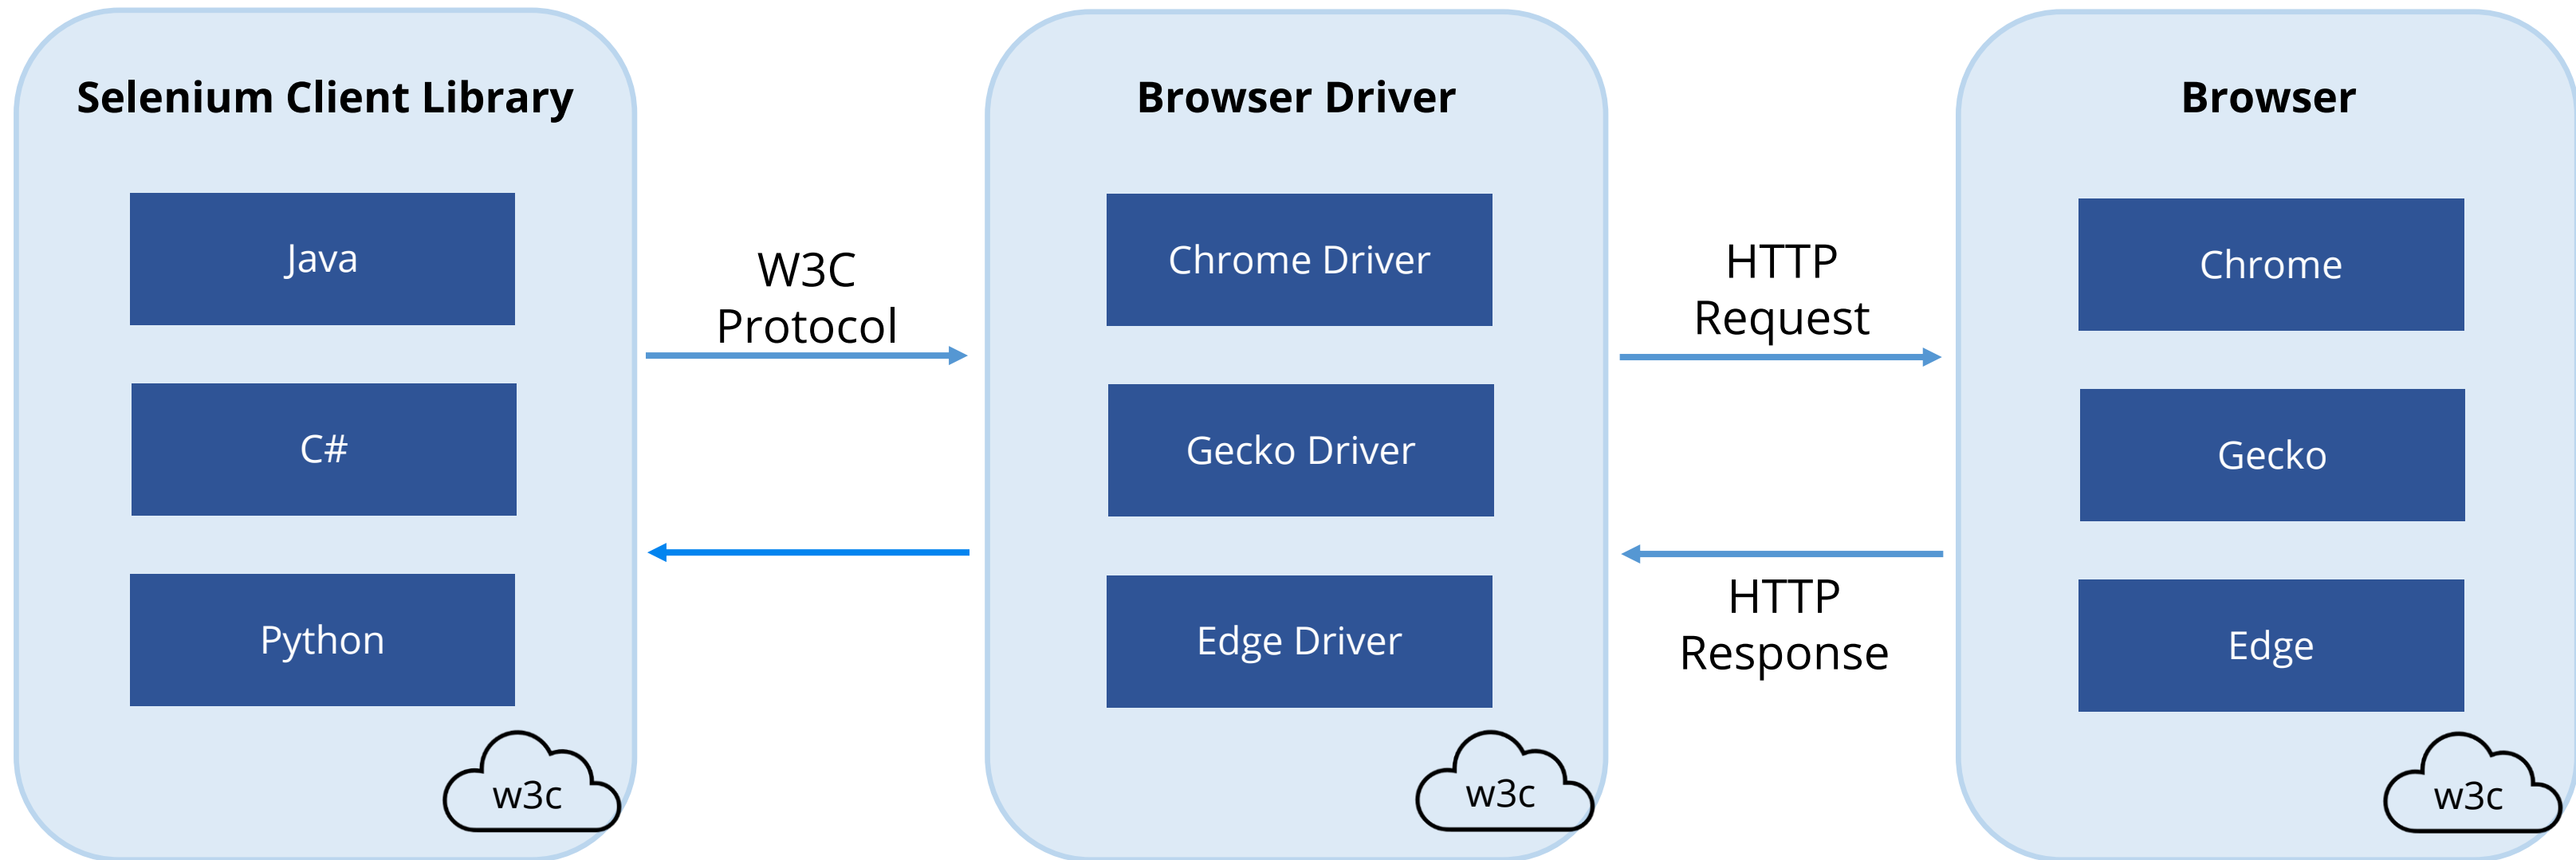 Selenium Client Library
Java
C#
Python
w3c
W3C
Protocol
Browser Driver
Chrome Driver
Gecko Driver
Edge Driver
w3c
HTTP
Request
HTTP
Response
Browser
Chrome
Gecko
Edge
w3c